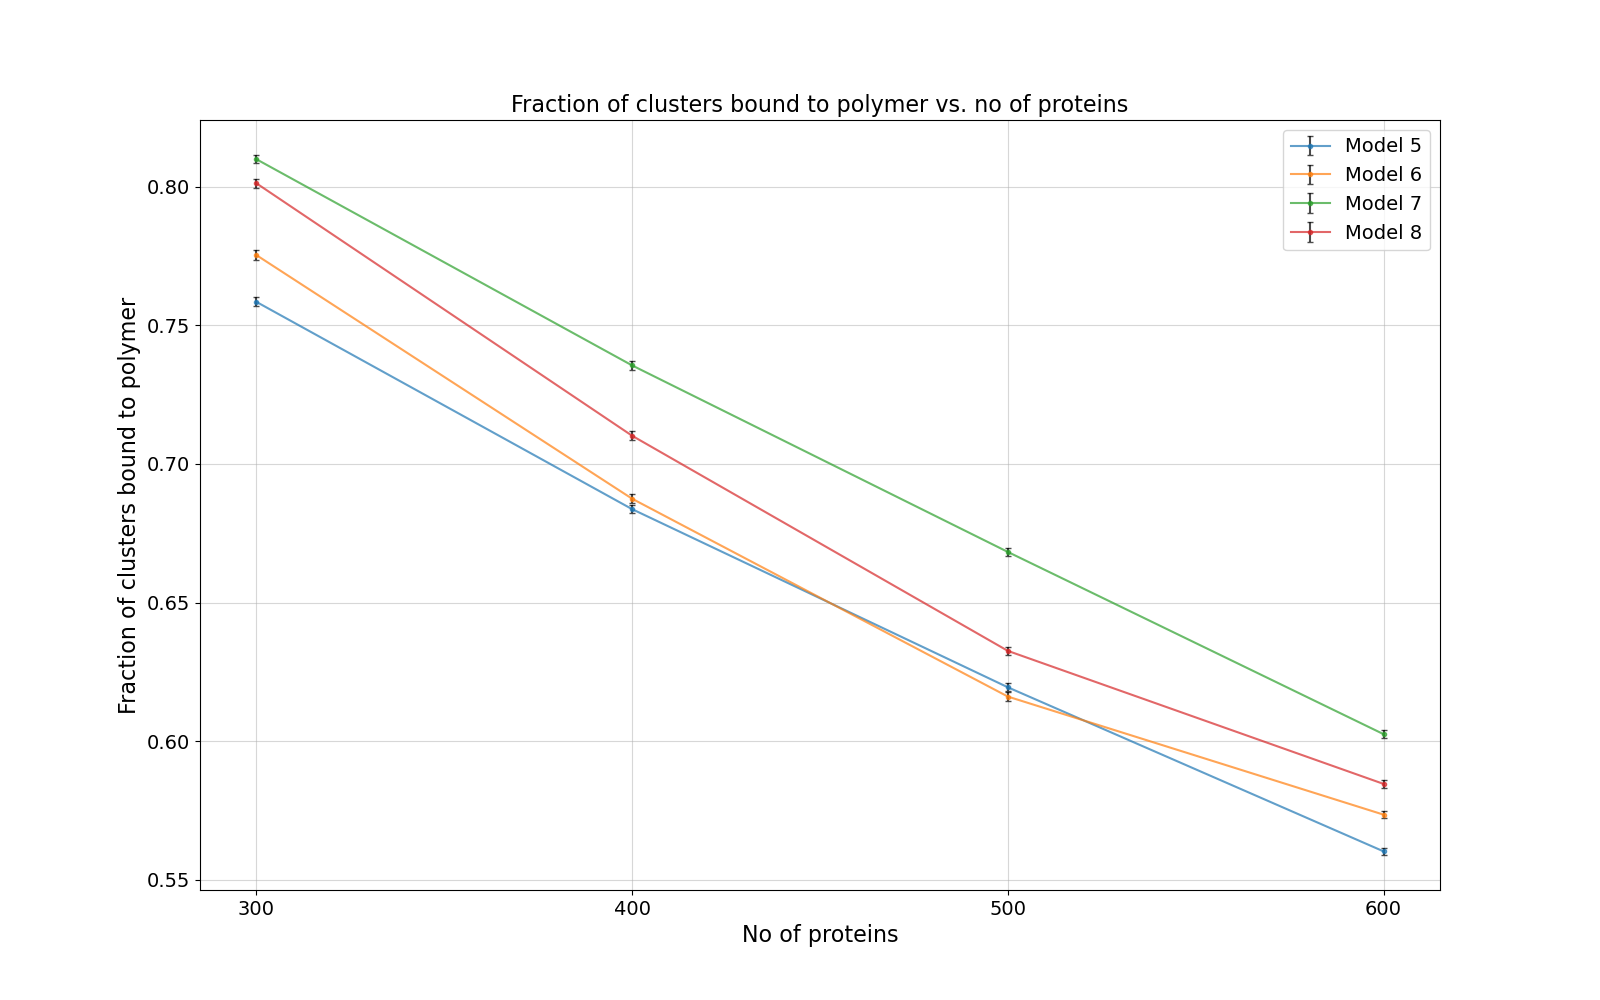 Fraction of clusters bound to polymer vs. no of proteins
Model 5
Model 6
Model 7
Model 8
Fraction of clusters bound to polymer
0.80
0.75
0.70
0.65
0.60
0.55
300 400 500 600
No of proteins